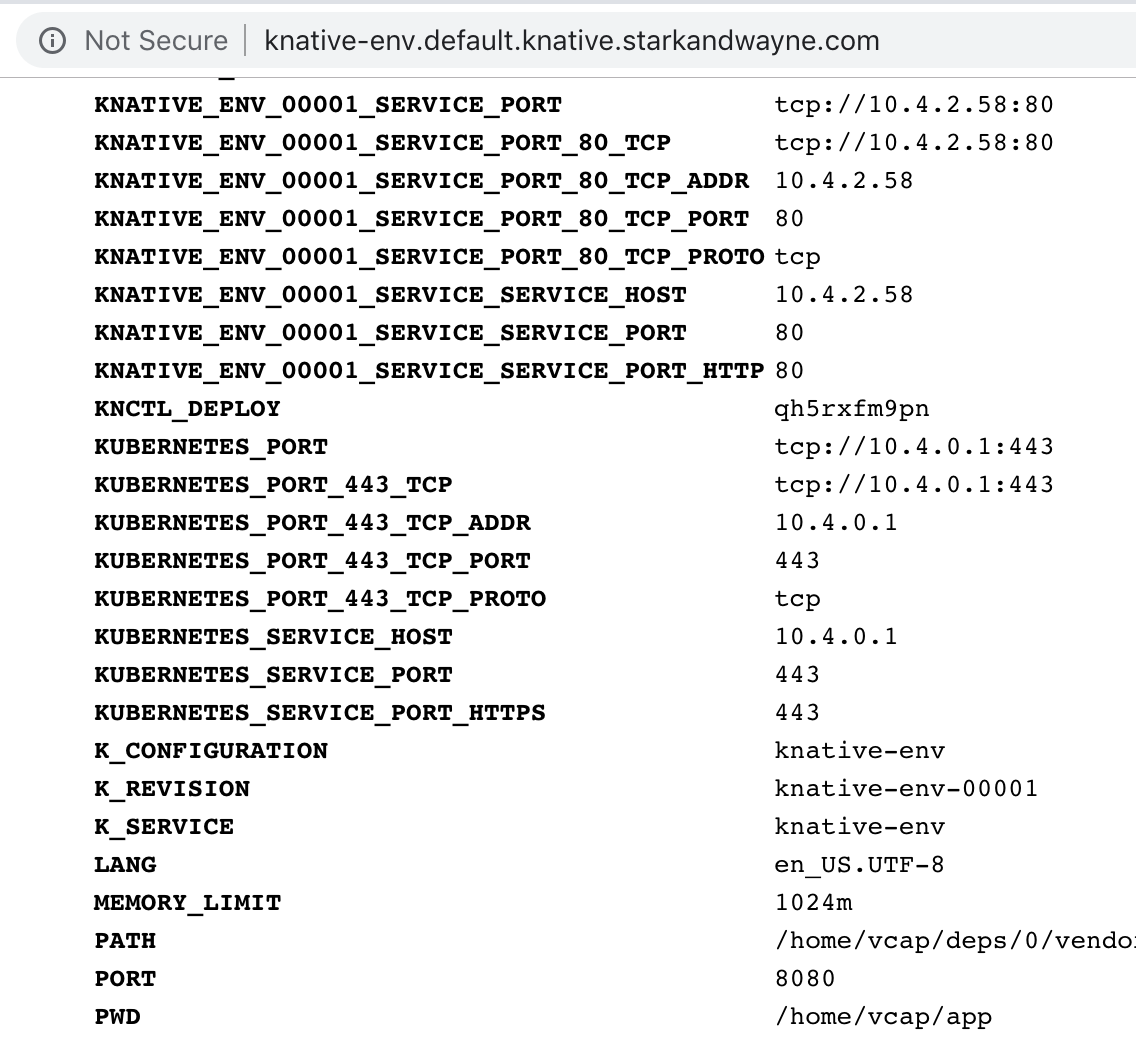 Not Secure | knative-env.default.knative.starkandwayne.com
KNATIVE_ENV_00001_SERVICE_PORT tcp://10.4.2.58:80
KNATIVE_ENV_00001_SERVICE_PORT_80_TCP tcp://10.4.2.58:80
KNATIVE_ENV_00001_SERVICE_PORT_80_TCP_ADDR 10.4.2.58
KNATIVE_ENV_00001_SERVICE_PORT_80_TCP_PORT 80
KNATIVE_ENV_00001_SERVICE_PORT_80_TCP_PROTO tcp
KNATIVE_ENV_00001_SERVICE_SERVICE_HOST 10.4.2.58
KNATIVE_ENV_00001_SERVICE_SERVICE_PORT 80
KNATIVE_ENV_00001_SERVICE_SERVICE_PORT_HTTP 80
KNCTL_DEPLOY qh5rxfm9pn
KUBERNETES_PORT tcp://10.4.0.1:443
KUBERNETES_PORT_443_TCP tcp://10.4.0.1:443
KUBERNETES_PORT_443_TCP_ADDR 10.4.0.1
KUBERNETES_PORT_443_TCP_PORT 443
KUBERNETES_PORT_443_TCP_PROTO tcp
KUBERNETES_SERVICE_HOST 10.4.0.1
KUBERNETES_SERVICE_PORT 443
KUBERNETES_SERVICE_PORT_HTTPS 443
K_CONFIGURATION knative-env
K_REVISION knative-env-00001
K_SERVICE knative-env
LANG en_US.UTF-8
MEMORY_LIMIT 1024m
PATH /home/vcap/deps/0/vendo
PORT 8080
PWD /home/vcap/app